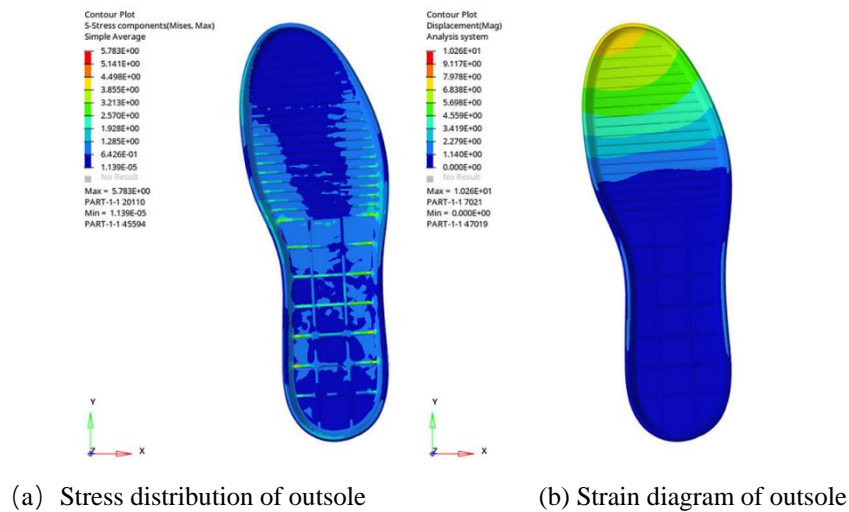 Contour Plot
S-Stress components(Mises, Max)
Simple Average
5.783E+00
5.141E+00
4.498E+00
3.855E+00
3.213E+00
2.570E+00
1.928E+00
1.285E+00
6.426E-01
1.139E-05
No Result
Max = 5.783E+00
PART-1-1 20110
Min = 1.139E-05
PART-1-1 45594
Y
Z
X
Contour Plot
Displacement(Mag)
Analysis system
1.026E+01
9.117E+00
7.978E+00
6.838E+00
5.698E+00
4.559E+00
3.419E+00
2.279E+00
1.140E+00
0.000E+00
No Result
Max = 1.026E+01
PART-1-1 7021
Min = 0.000E+00
PART-1-1 47019
Y
Z
X
(a) Stress distribution of outsole
(b) Strain diagram of outsole